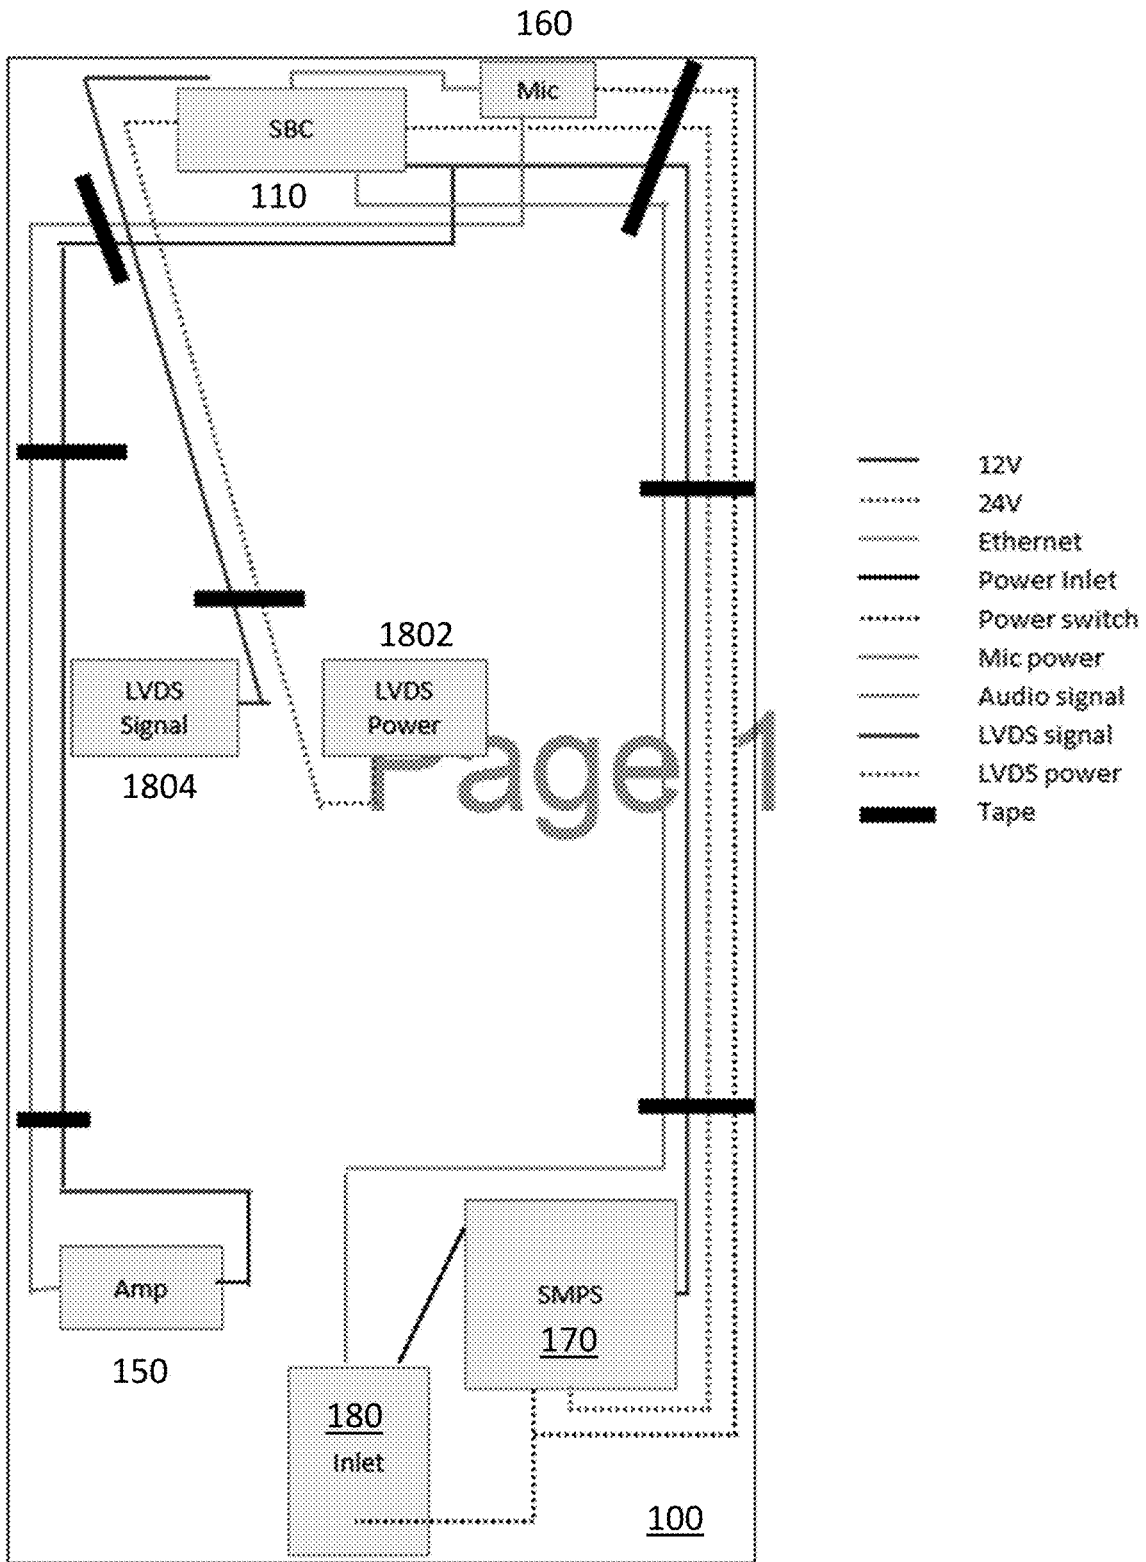 160
Mic
SBC
110
12V
24V
Ethernet
Power Inlet
Power switch
Mic power
Audio signal
LVDS signal
LVDS power
Tape
1802
LVDS
Signal
LVDS
Power
1804
Page 1
Amp
150
SMPS
170
180
Inlet
100